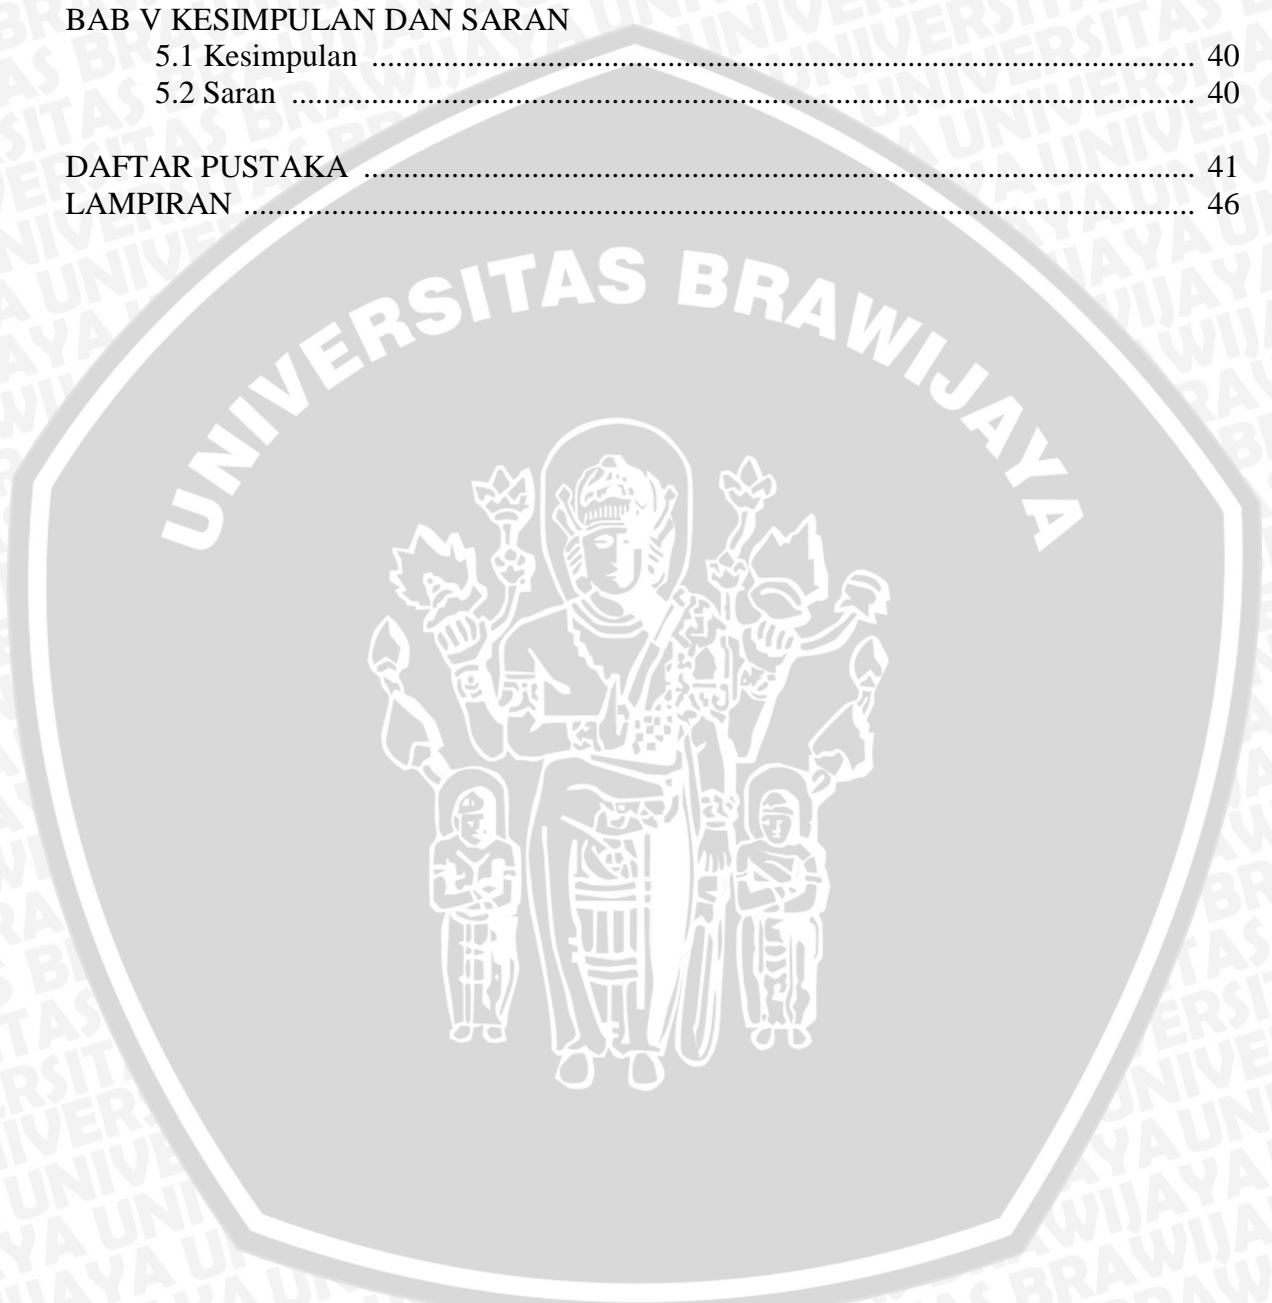 BAB V KESIMPULAN DAN SARAN
5.1 Kesimpulan ........................................................................................................ 40
5.2 Saran .................................................................................................................. 40
DAFTAR PUSTAKA ......................................................................................................... 41
LAMPIRAN ........................................................................................................................ 46
UNIVERSITAS BRAWIJAYA